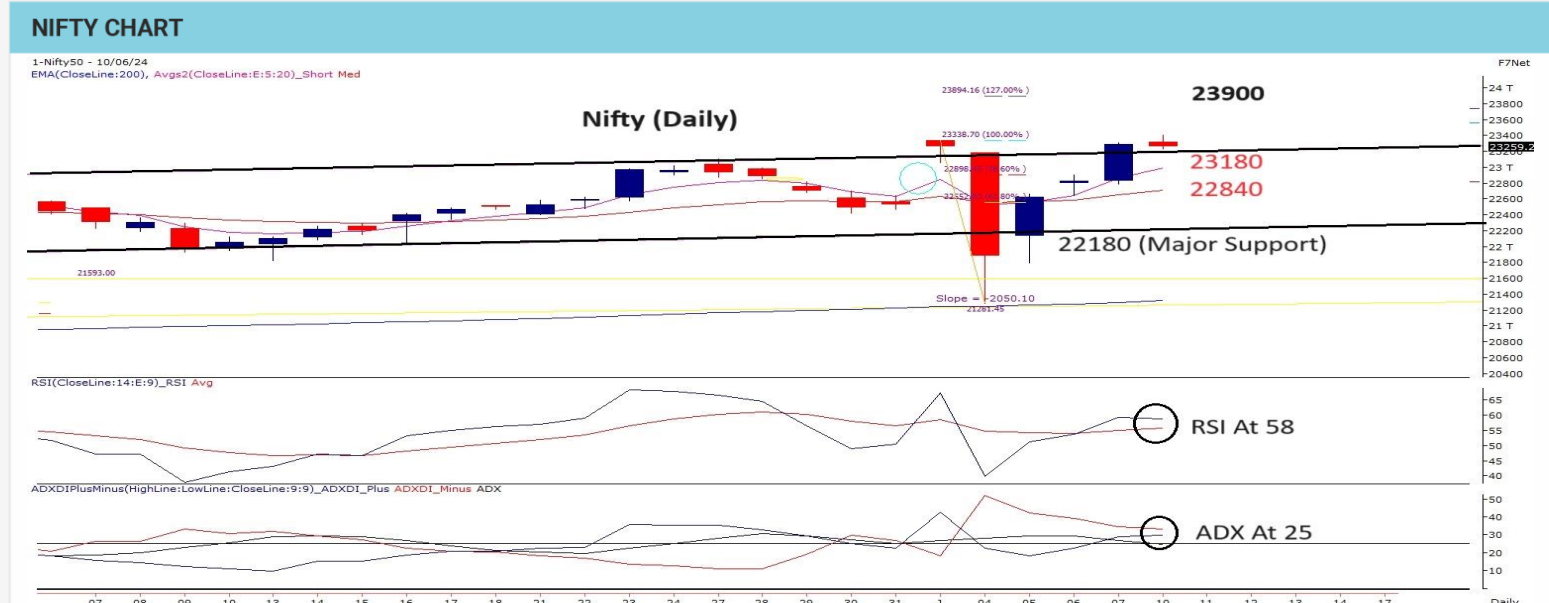 NIFTY CHART
1-Nifty50 - 10/06/24
F7Net
EMA(CloseLine:200), Avgs2(CloseLine:E:5:20)_Short Med
Nifty (Daily)
23894.16 (127.00% )
23338.70 (100.00% )
23900
23180
22840
22180 (Major Support)
21593.00
Slope = -2050.10
21281.45
24 T
23800
23600
23400
23200
23 T
22800
22600
22400
22200
22 T
21800
21600
21400
21200
21 T
20800
20600
20400
RSI(CloseLine:14:E:9)_RSI Avg
RSI At 58
65
60
55
50
45
40
ADXDIPlusMinus(HighLine:LowLine:CloseLine:9:9)_ADXDI_Plus ADXDI_Minus ADX
ADX At 25
50
40
30
20
10
07 08 09 10 13 14 15 16 17 18 21 22 23 24 27 28 29 30 31 1 04 05 06 07 10 11 12 13 14 17
Daily